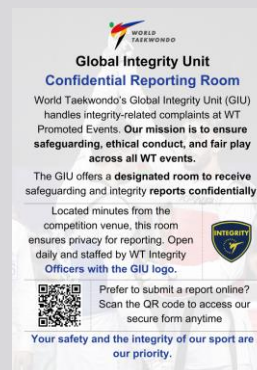 WORLD
TAEKWONDO
Global Integrity Unit
Confidential Reporting Room
World Taekwondo's Global Integrity Unit (GIU)
handles integrity-related complaints at WT
Promoted Events. Our mission is to ensure
safeguarding, ethical conduct, and fair play
across all WT events.
The GIU offers a designated room to receive
safeguarding and integrity reports confidentially
Located minutes from the
competition venue, this room
ensures privacy for reporting. Open
daily and staffed by WT Integrity
Officers with the GIU logo.
INTEGRITY
Prefer to submit a report online?
Scan the QR code to access our
secure form anytime
Your safety and the integrity of our sport are
our priority.